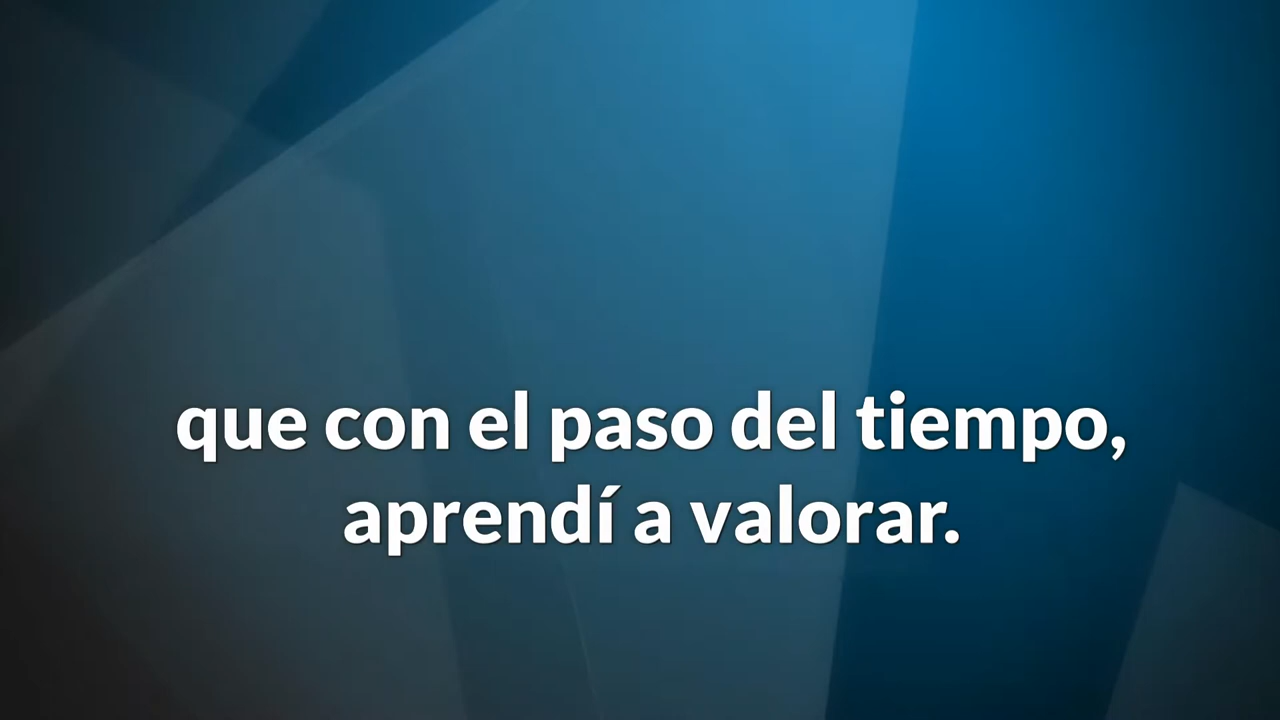 que con el paso del tiempo,
aprendí a valorar.